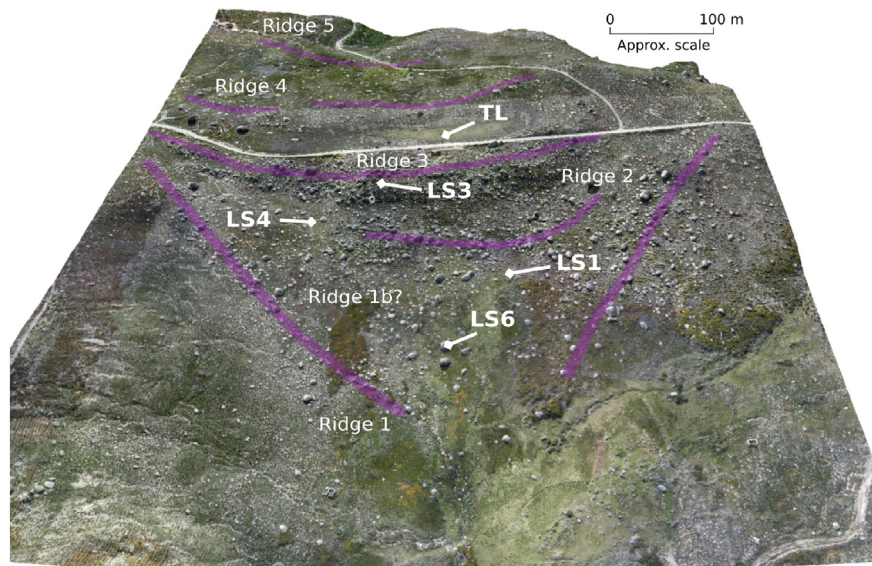 Ridge 5
0 100 m
Approx. scale
Ridge 4
TL
Ridge 3
LS3
Ridge 2
LS4
LS1
Ridge 1b?
LS6
Ridge 1